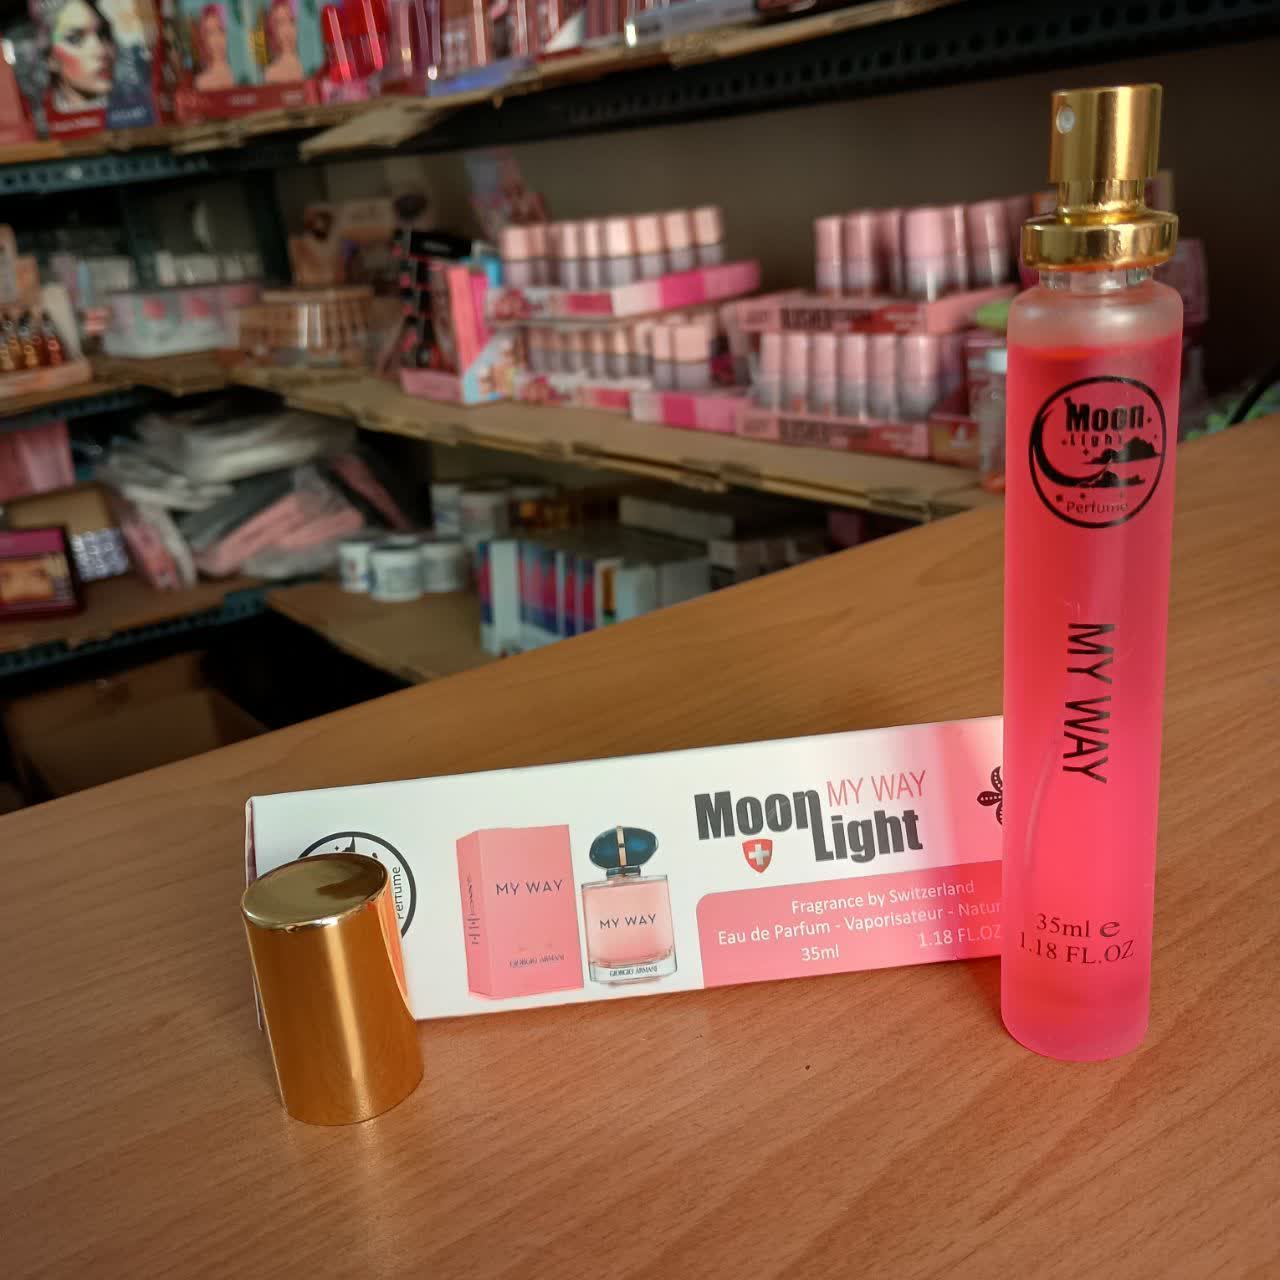 Moon
Light
Perfume
MY WAY
35ml e
1.18 FL.OZ
Moon
Light
MY WAY
Fragrance by Switzerland
Eau de Parfum - Vaporisateur - Natur
35ml 1.18 FL.OZ
MY WAY
GIORGIO ARMANI
MY WAY
GIORGIO ARMANI
Perfume